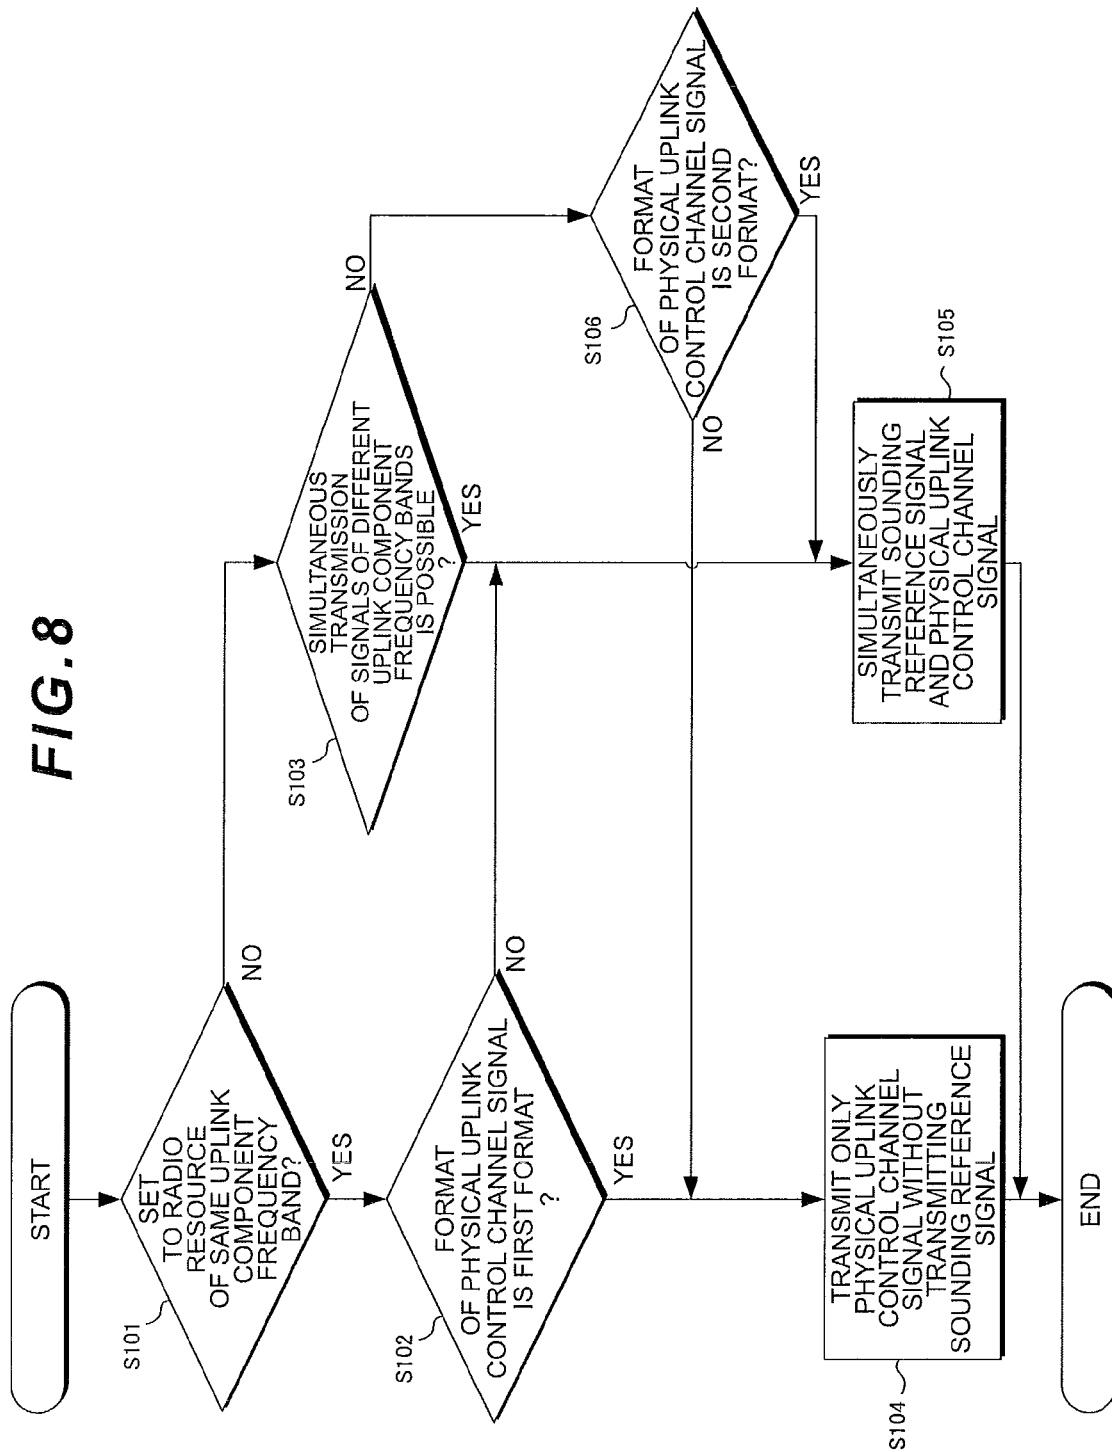 FIG.8
START
S101
SET
TO RADIO
RESOURCE
OF SAME UPLINK
COMPONENT
FREQUENCY
BAND?
NO
YES
S102
FORMAT
OF PHYSICAL UPLINK
CONTROL CHANNEL SIGNAL
IS FIRST FORMAT
?
NO
YES
S103
SIMULTANEOUS
TRANSMISSION
OF SIGNALS OF DIFFERENT
UPLINK COMPONENT
FREQUENCY BANDS
IS POSSIBLE
?
NO
YES
S106
FORMAT
OF PHYSICAL UPLINK
CONTROL CHANNEL SIGNAL
IS SECOND
FORMAT?
NO
YES
S104
TRANSMIT ONLY
PHYSICAL UPLINK
CONTROL CHANNEL
SIGNAL WITHOUT
TRANSMITTING
SOUNDING REFERENCE
SIGNAL
S105
SIMULTANEOUSLY
TRANSMIT SOUNDING
REFERENCE SIGNAL
AND PHYSICAL UPLINK
CONTROL CHANNEL
SIGNAL
END